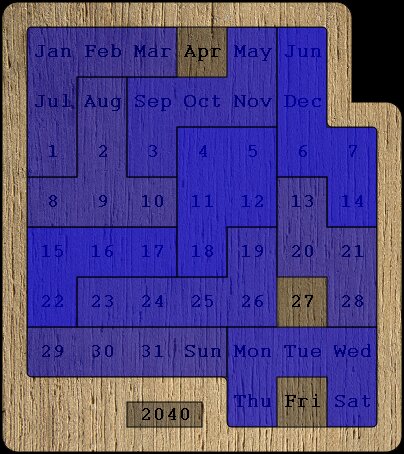 Jan Feb Mar Apr May Jun
Jul Aug Sep Oct Nov Dec
1 2 3 4 5 6 7
8 9 10 11 12 13 14
15 16 17 18 19 20 21
22 23 24 25 26 27 28
29 30 31 Sun Mon Tue Wed
Thu Fri Sat
2040